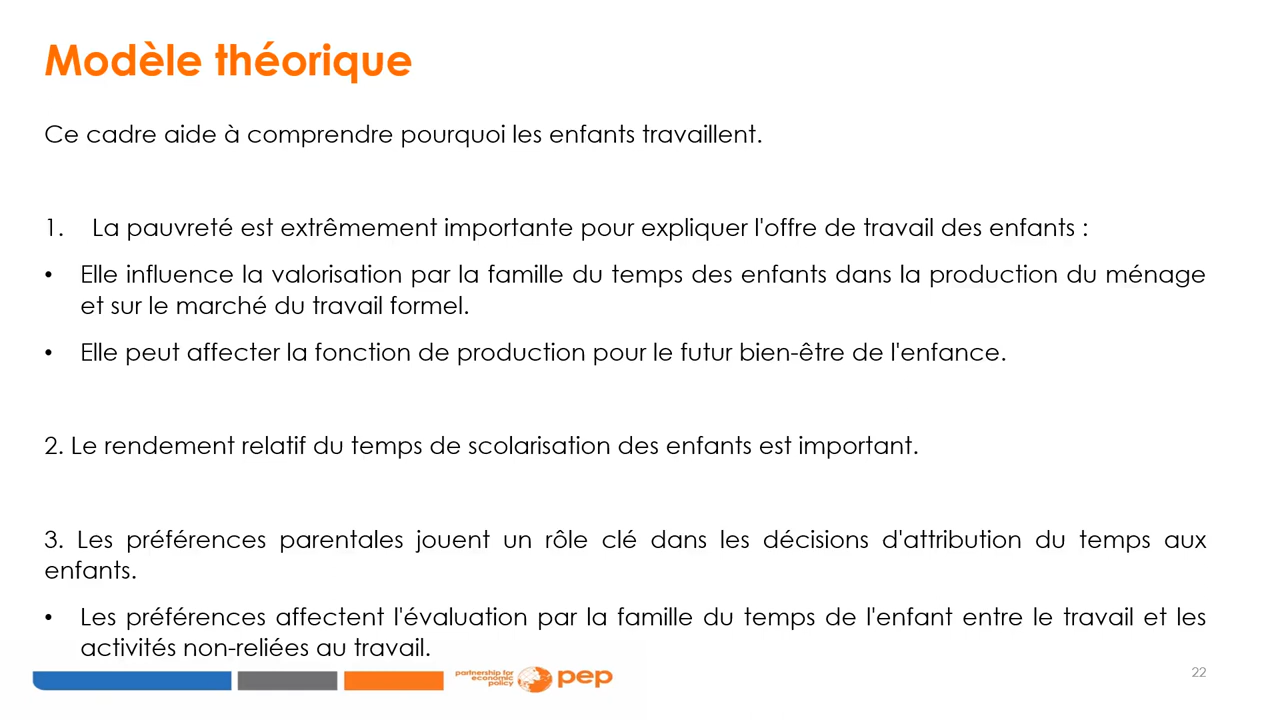 Modèle théorique
Ce cadre aide à comprendre pourquoi les enfants travaillent.
1. La pauvreté est extrêmement importante pour expliquer l'offre de travail des enfants :
• Elle influence la valorisation par la famille du temps des enfants dans la production du ménage
et sur le marché du travail formel.
• Elle peut affecter la fonction de production pour le futur bien-être de l'enfance.
2. Le rendement relatif du temps de scolarisation des enfants est important.
3. Les préférences parentales jouent un rôle clé dans les décisions d'attribution du temps aux
enfants.
• Les préférences affectent l'évaluation par la famille du temps de l'enfant entre le travail et les
activités non-reliées au travail.
partnership for
economic
policy
pep
22